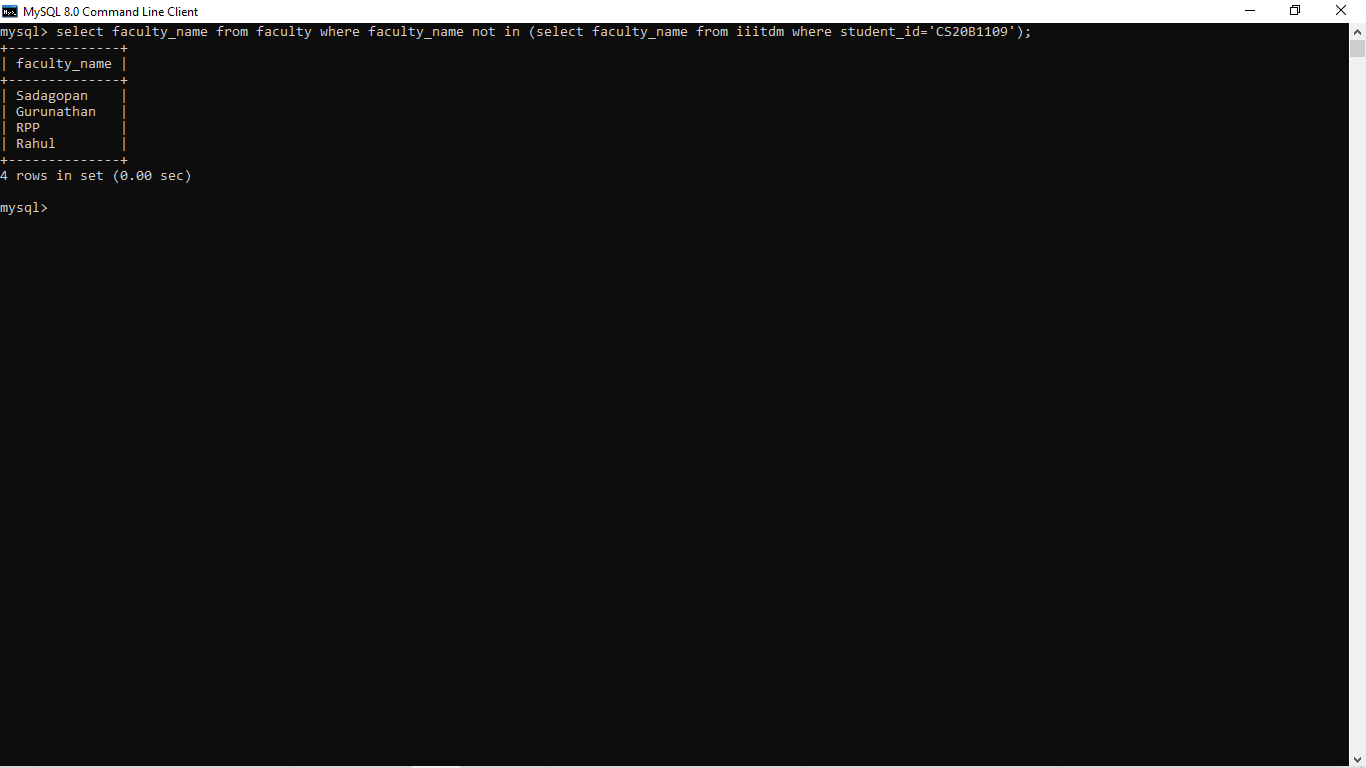 MySQL 8.0 Command Line Client
mysql> select faculty_name from faculty where faculty_name not in (select faculty_name from iiitdm where student_id='CS20B1109');
+--------------+
| faculty_name |
+--------------+
| Sadagopan    |
| Gurunathan   |
| RPP          |
| Rahul        |
+--------------+
4 rows in set (0.00 sec)
mysql>